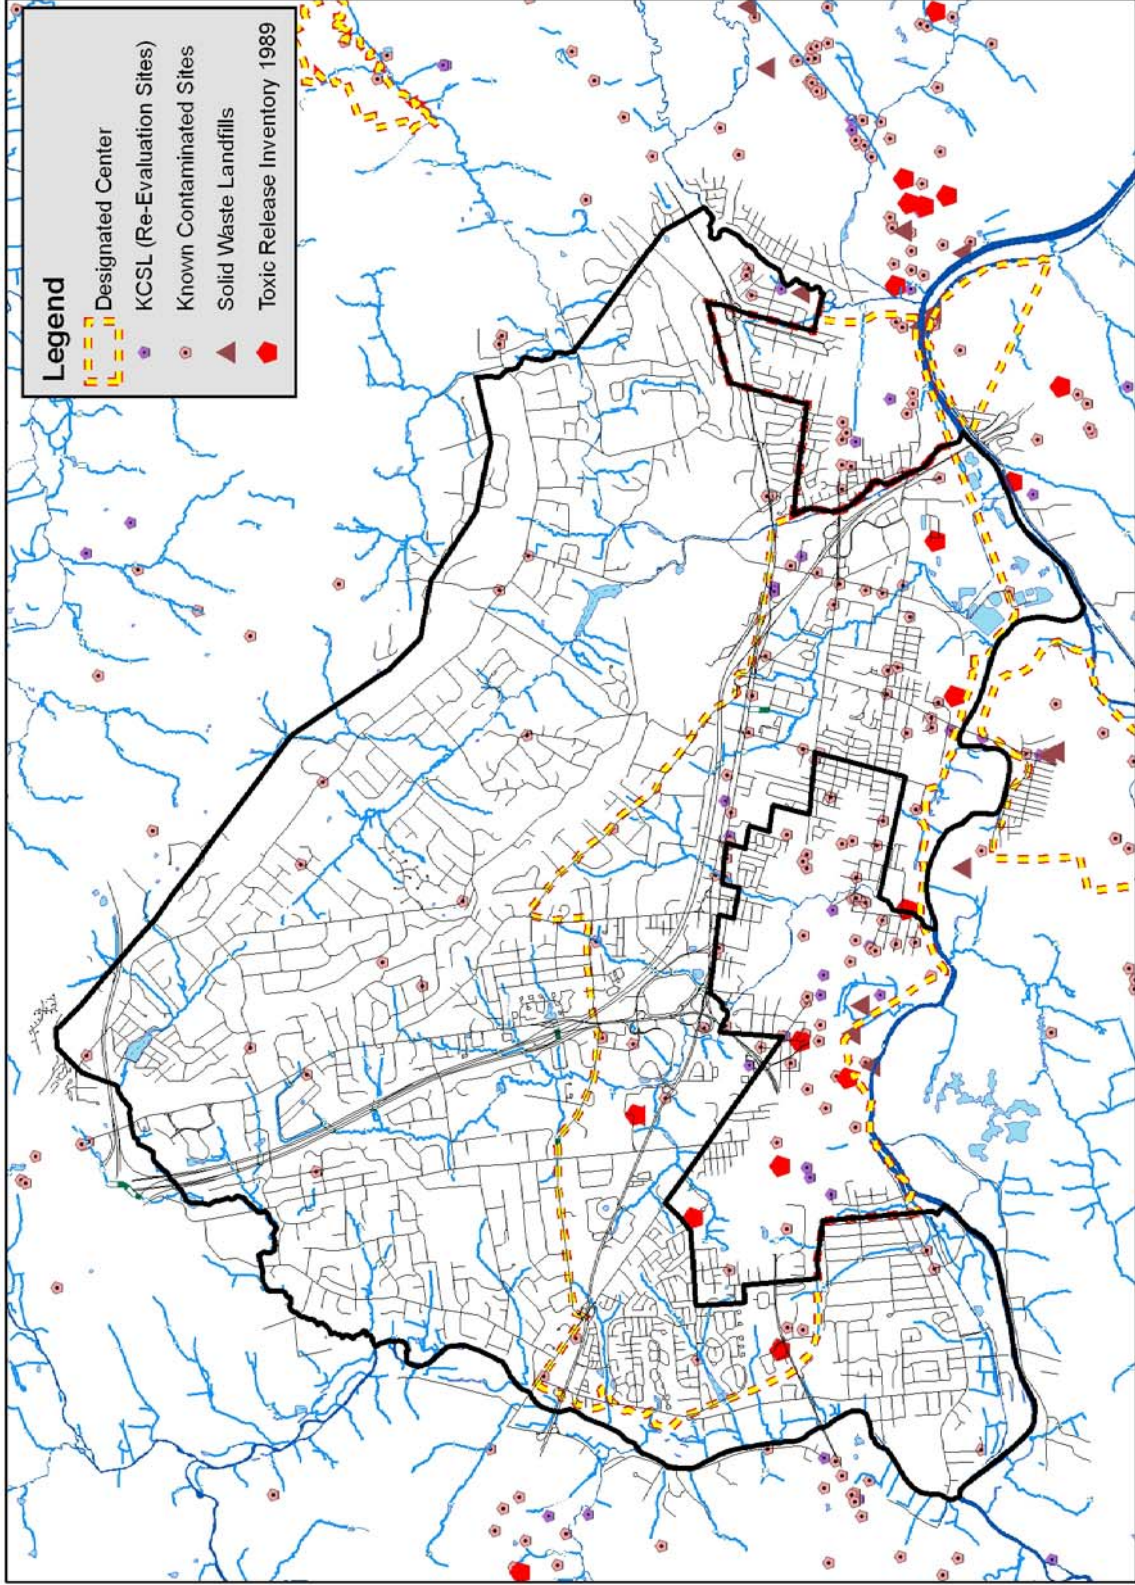 Legend
Designated Center
KCSL (Re-Evaluation Sites)
Known Contaminated Sites
Solid Waste Landfills
Toxic Release Inventory 1989